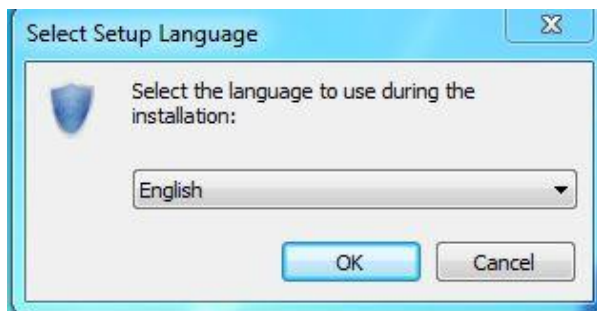 Select Setup Language
Select the language to use during the
installation:
English
OK
Cancel